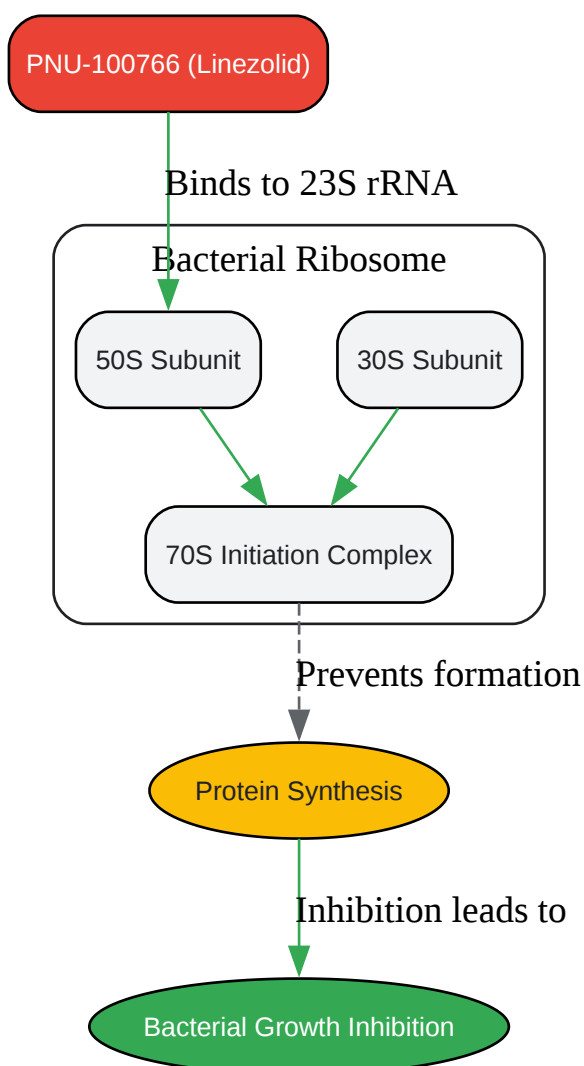 PNU-100766 (Linezolid)
Binds to 23S rRNA
Bacterial Ribosome
50S Subunit
30S Subunit
70S Initiation Complex
Prevents formation
Protein Synthesis
Inhibition leads to
Bacterial Growth Inhibition